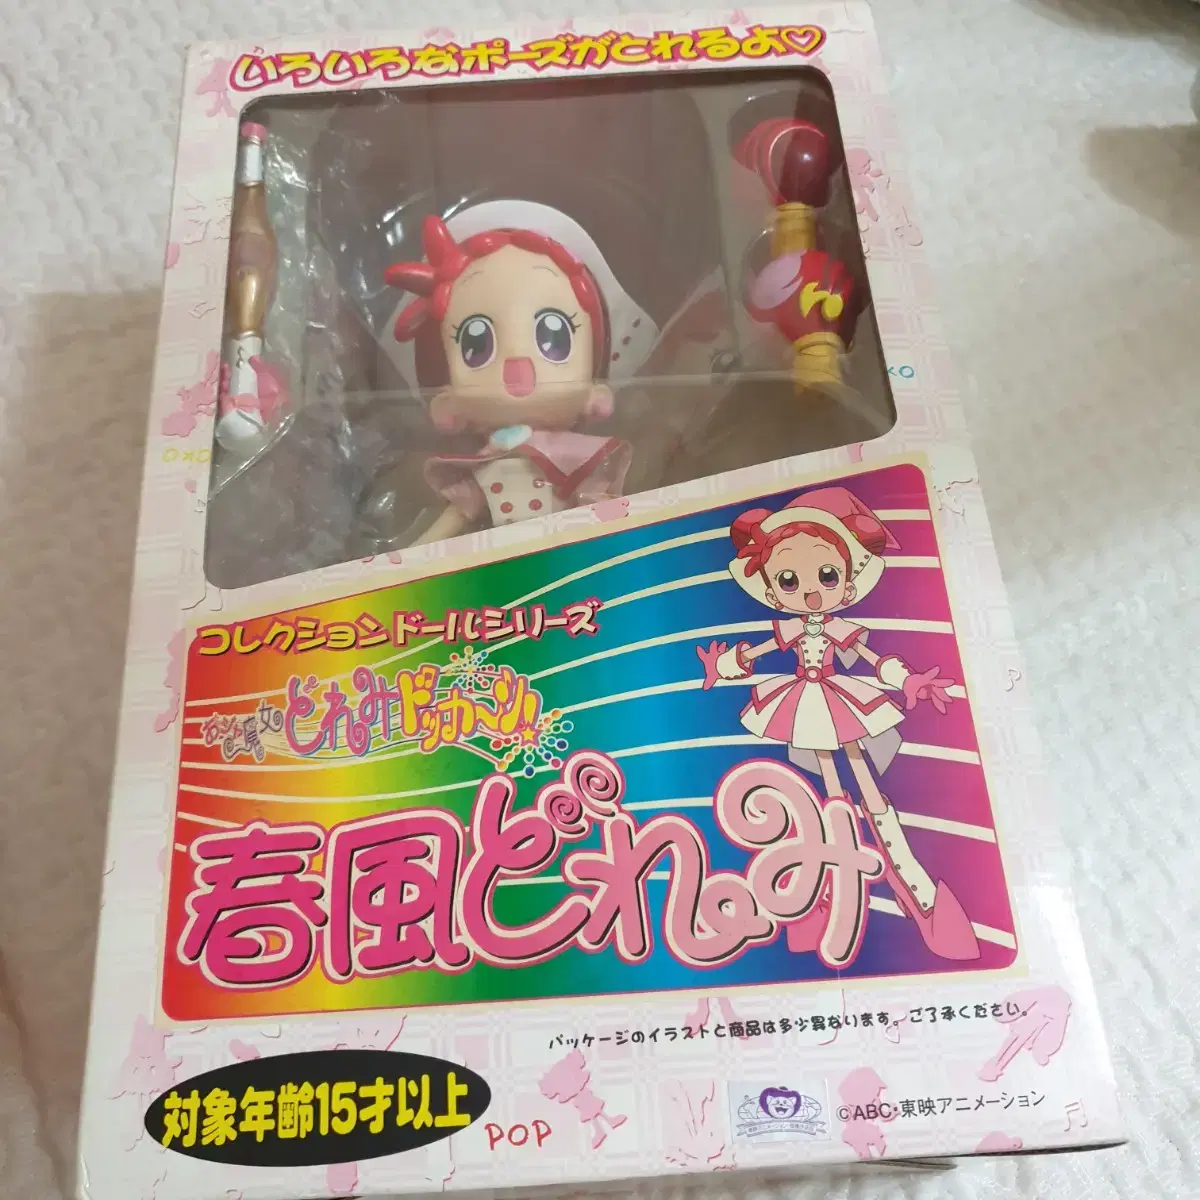 いろいろなポーズがとれるよ♡
OXO
XO
コレクションドールシリーズ
おジャ魔女どれみドッカ〜ン!
春風どれみ
パッケージのイラストと商品は多少異なります。ご了承ください。
対象年齢15才以上
POP
©ABC・東映アニメーション